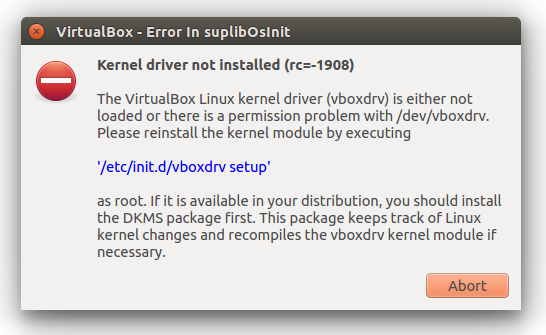 VirtualBox - Error In suplibOsInit
Kernel driver not installed (rc=-1908)
The VirtualBox Linux kernel driver (vboxdrv) is either not
loaded or there is a permission problem with /dev/vboxdrv.
Please reinstall the kernel module by executing
'/etc/init.d/vboxdrv setup'
as root. If it is available in your distribution, you should install
the DKMS package first. This package keeps track of Linux
kernel changes and recompiles the vboxdrv kernel module if
necessary.
Abort